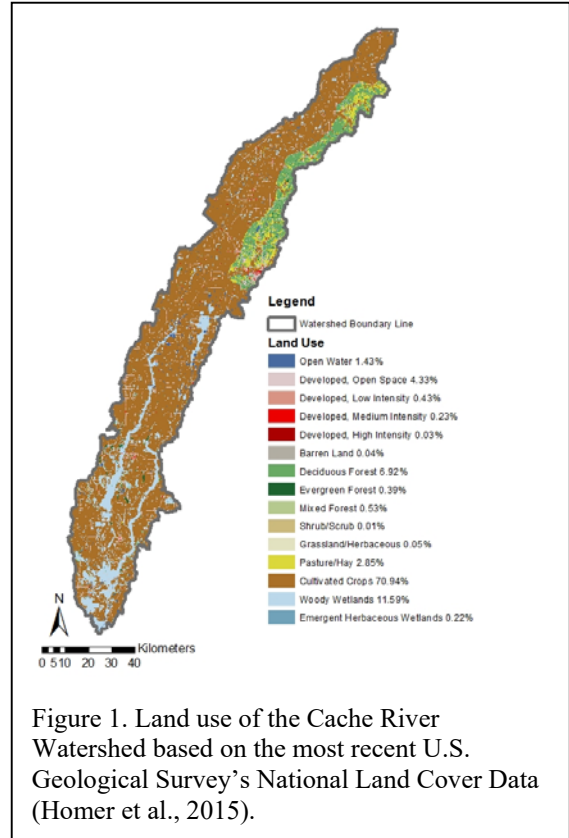 Legend
Watershed Boundary Line
Land Use
Open Water 1.43%
Developed, Open Space 4.33%
Developed, Low Intensity 0.43%
Developed, Medium Intensity 0.23%
Developed, High Intensity 0.03%
Barren Land 0.04%
Deciduous Forest 6.92%
Evergreen Forest 0.39%
Mixed Forest 0.53%
Shrub/Scrub 0.01%
Grassland/Herbaceous 0.05%
Pasture/Hay 2.85%
Cultivated Crops 70.94%
Woody Wetlands 11.59%
Emergent Herbaceous Wetlands 0.22%
N
Kilometers
0 5 10 20 30 40
Figure 1. Land use of the Cache River
Watershed based on the most recent U.S.
Geological Survey’s National Land Cover Data
(Homer et al., 2015).